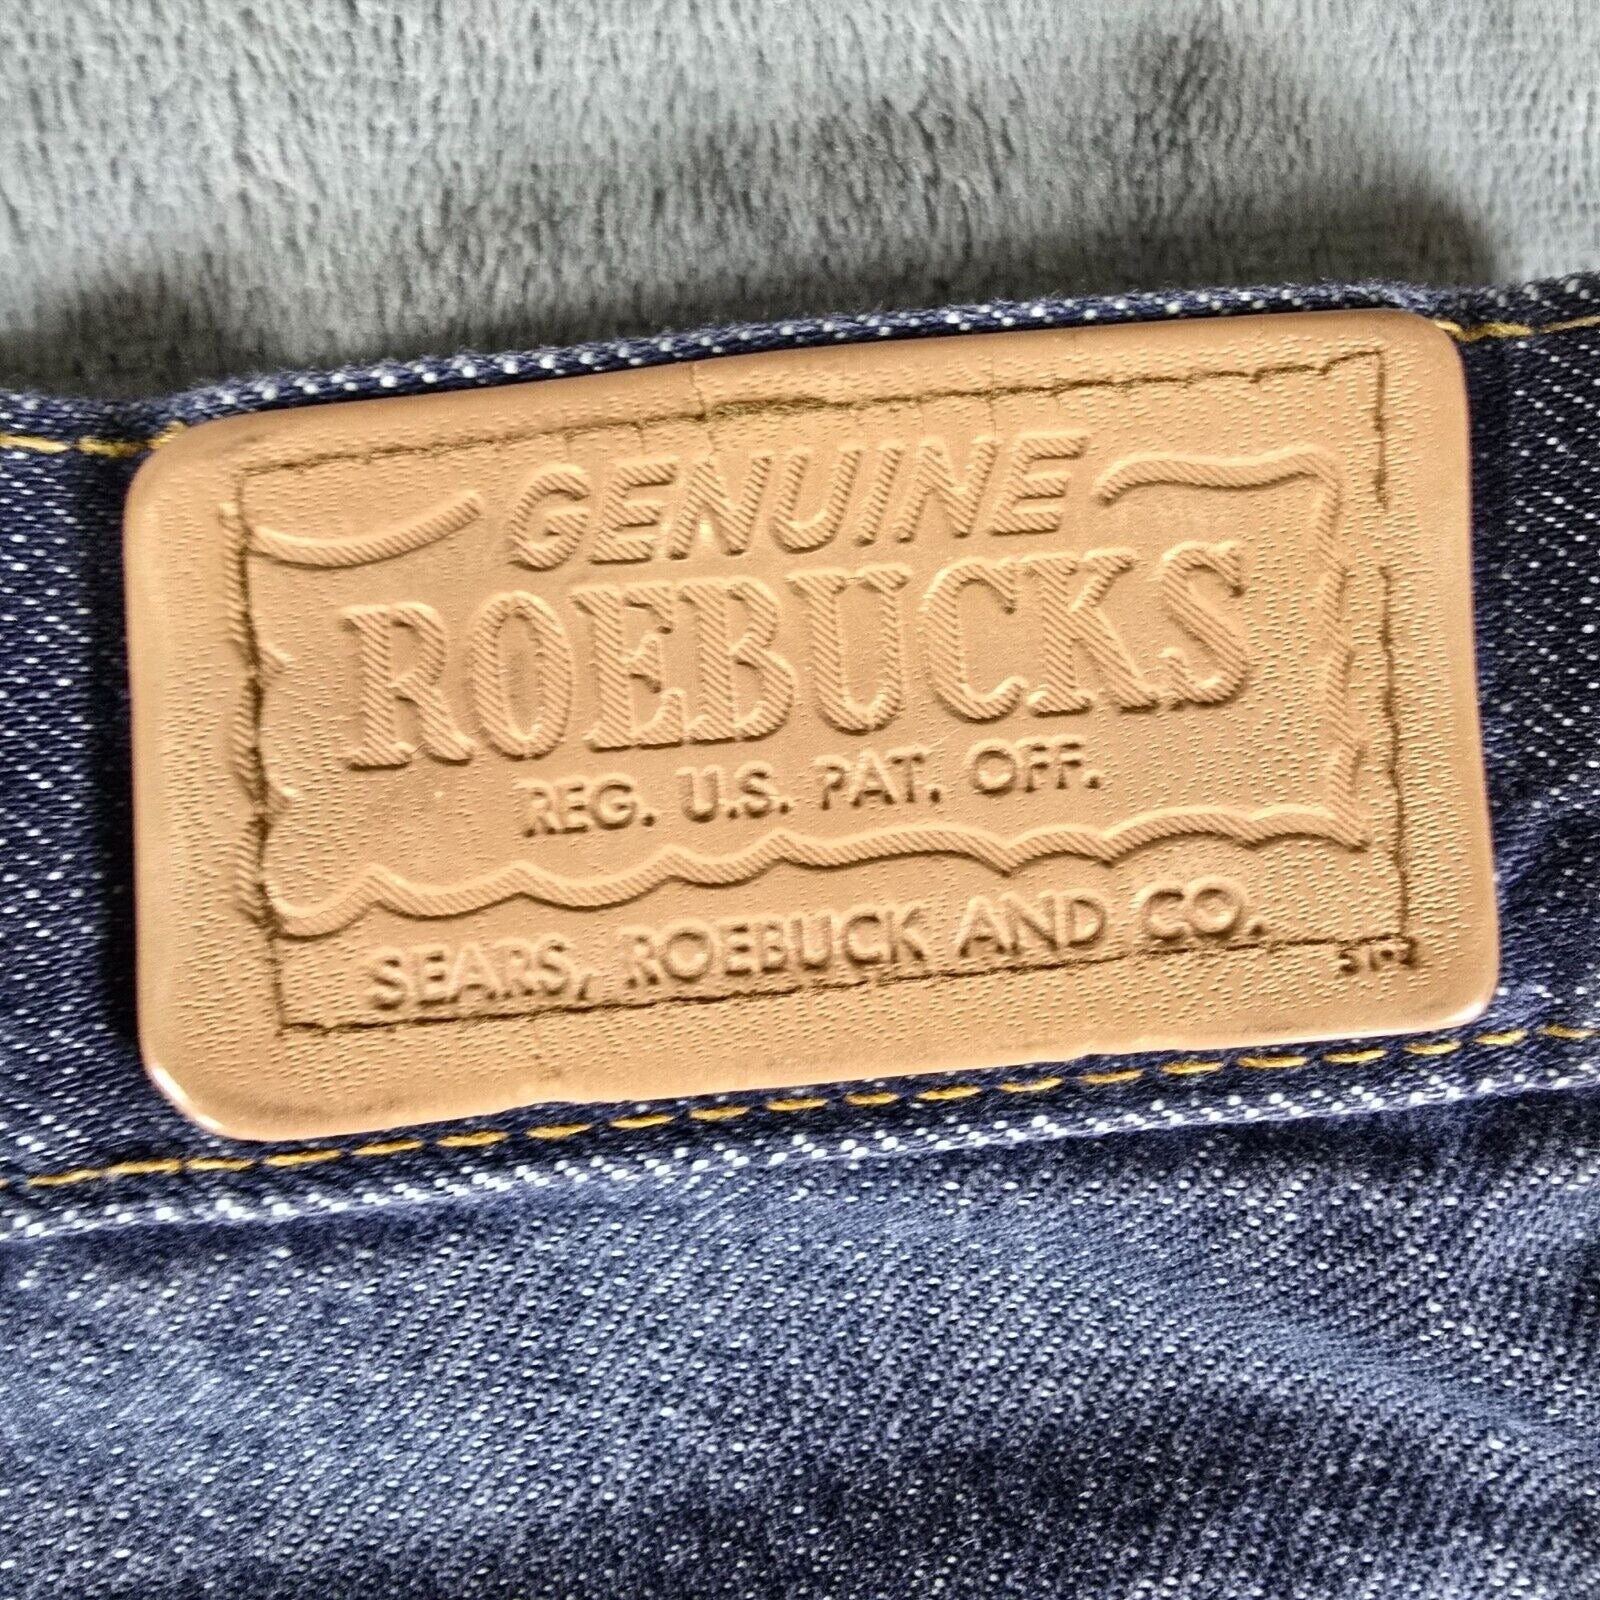 GENUINE
ROEBUCKS
REG. U.S. PAT. OFF.
SEARS, ROEBUCK AND CO.